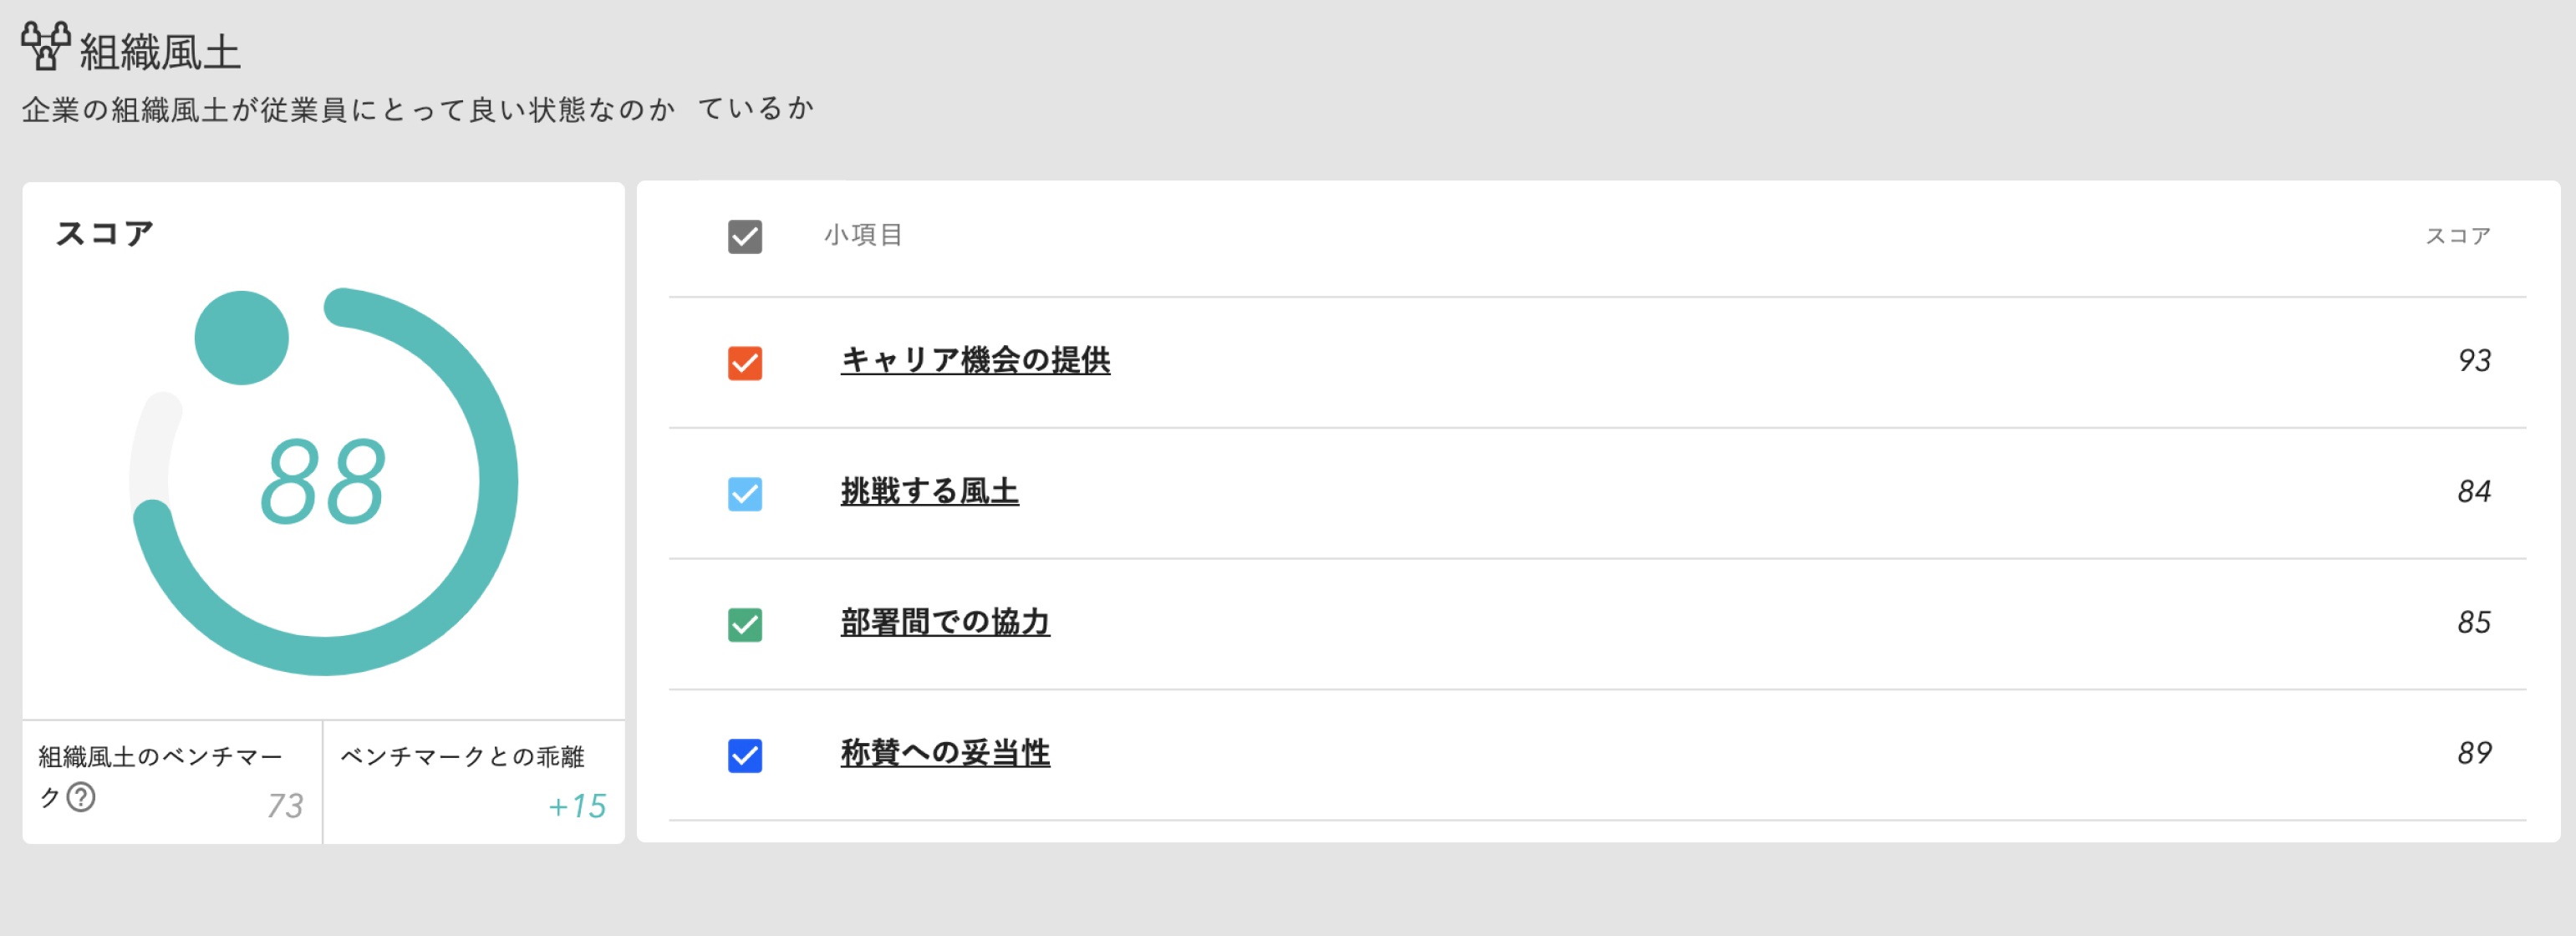 組織風土
企業の組織風土が従業員にとって良い状態なのか ているか
スコア
88
組織風土のベンチマー
ク?
73
ベンチマークとの乖離
+15
小項目 スコア
キャリア機会の提供 93
挑戦する風土 84
部署間での協力 85
称賛への妥当性 89